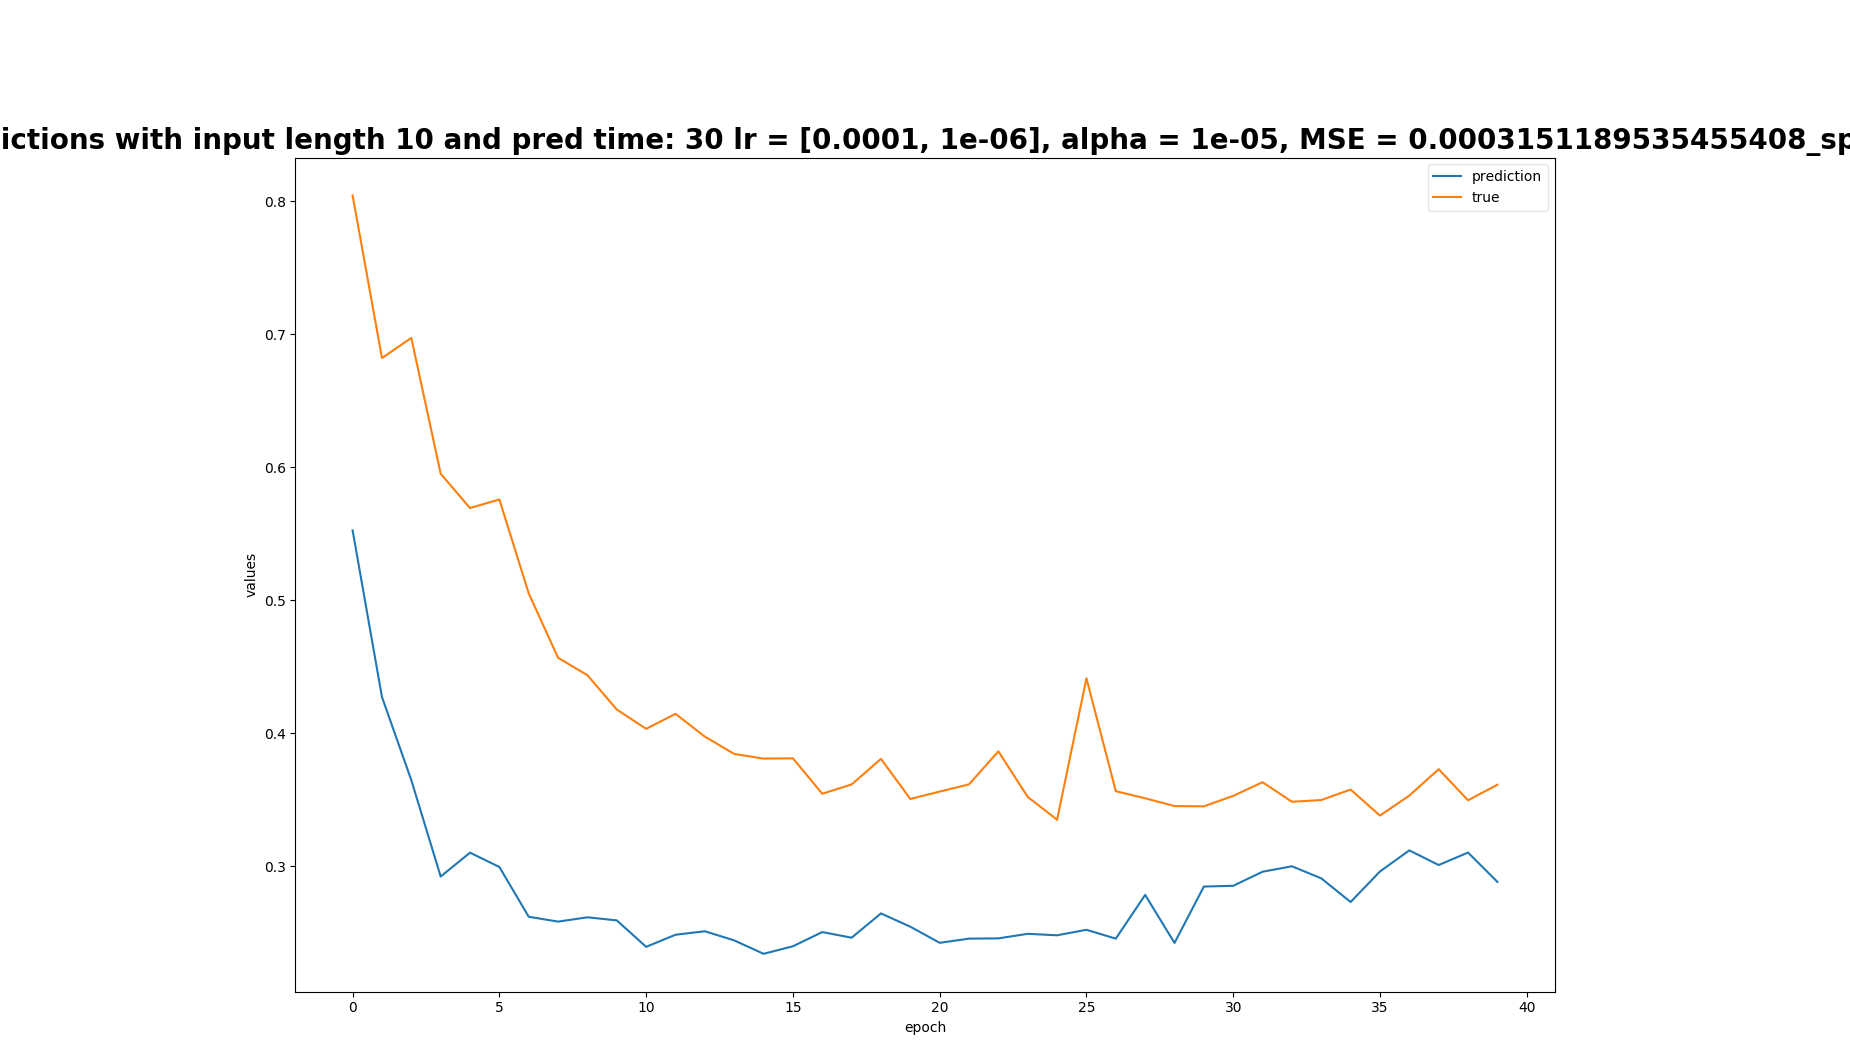 ictions with input length 10 and pred time: 30 lr = [0.0001, 1e-06], alpha = 1e-05, MSE = 0.0003151189535455408_sp
prediction
true
0.8
0.7
0.6
0.5
0.4
0.3
values
0 5 10 15 20 25 30 35 40
epoch